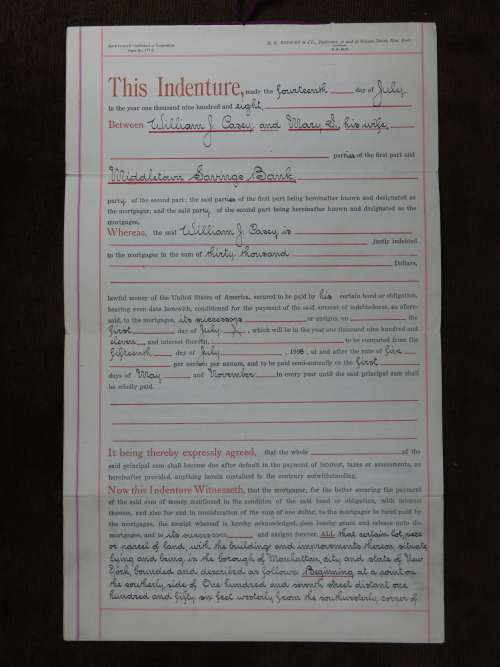 This Indenture, made the fourteenth day of July
in the year one thousand nine hundred and eight
Between William J. Casey and Mary S. his wife,
parties of the first part and
Middletown Savings Bank
party of the second part; the said parties of the first part being hereinafter known and designated as
the mortgagor, and the said party of the second part being hereinafter known and designated as the
mortgagee.
Whereas, the said William J. Casey is
justly indebted
to the mortgagee in the sum of thirty thousand
Dollars,
lawful money of the United States of America, secured to be paid by his certain bond or obligation,
bearing even date herewith, conditioned for the payment of the said amount of indebtedness, as afore-
said, to the mortgagee, its successors or assigns, on the
first day of July, which will be in the year one thousand nine hundred and
eleven and interest thereon, to be computed from the
fifteenth day of July, 1908, at and after the rate of five
per centum per annum, and to be paid semi-annually on the first
days of May and November in every year until the said principal sum shall
be wholly paid.
It being thereby expressly agreed, that the whole of the
said principal sum shall become due after default in the payment of interest, taxes or assessments, as
hereinafter provided, anything herein contained to the contrary notwithstanding.
Now this Indenture Witnesseth, that the mortgagor, for the better securing the payment
of the said sum of money mentioned in the condition of the said bond or obligation, with interest
thereon, and also for and in consideration of the sum of one dollar, to the mortgagor in hand paid by
the mortgagee, the receipt whereof is hereby acknowledged, does hereby grant and release unto the
mortgagee, and to its successors and assigns forever, ALL that certain lot, piece
or parcel of land, with the buildings and improvements thereon, situate
lying and being in the borough of Manhattan, city and state of New
York, bounded and described as follows: Beginning at a point on
the southerly side of One hundred and seventh street distant one
hundred and fifty six feet westerly from the southwesterly corner of